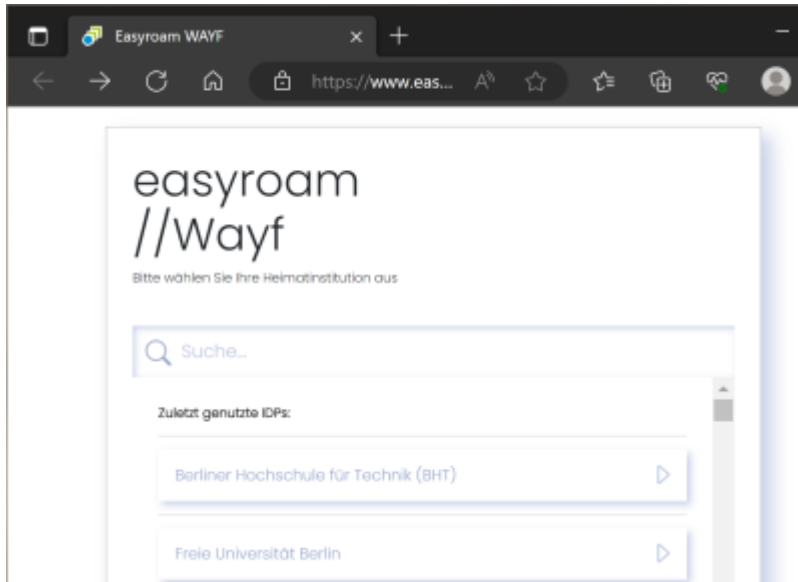 Easyroam WAYF
https://www.eas...
easyroam
//Wayf
Bitte wählen Sie Ihre Heimatinstitution aus
Suche...
Zuletzt genutzte IDPs:
Berliner Hochschule für Technik (BHT)
Freie Universität Berlin